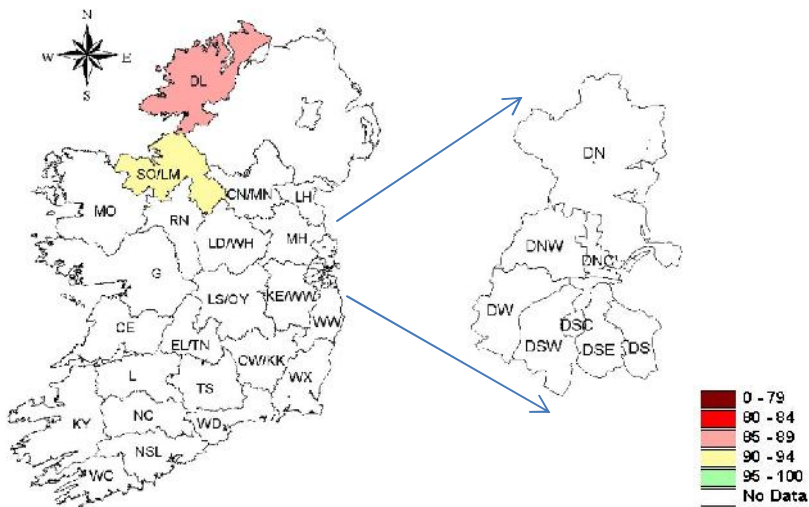 N
W E
S
DL
SO/LM
CN/MN
LH
MO
RN
LD/WH
MH
G
LS/OY
KE/WW
CE
EL/TN
WW
L
TS
CW/KK
WX
KY
NC
WD
NSL
WC
DN
DNW
DNC
DW
DSC
DSW
DSE
DS
0 - 79
80 - 84
85 - 89
90 - 94
95 - 100
No Data